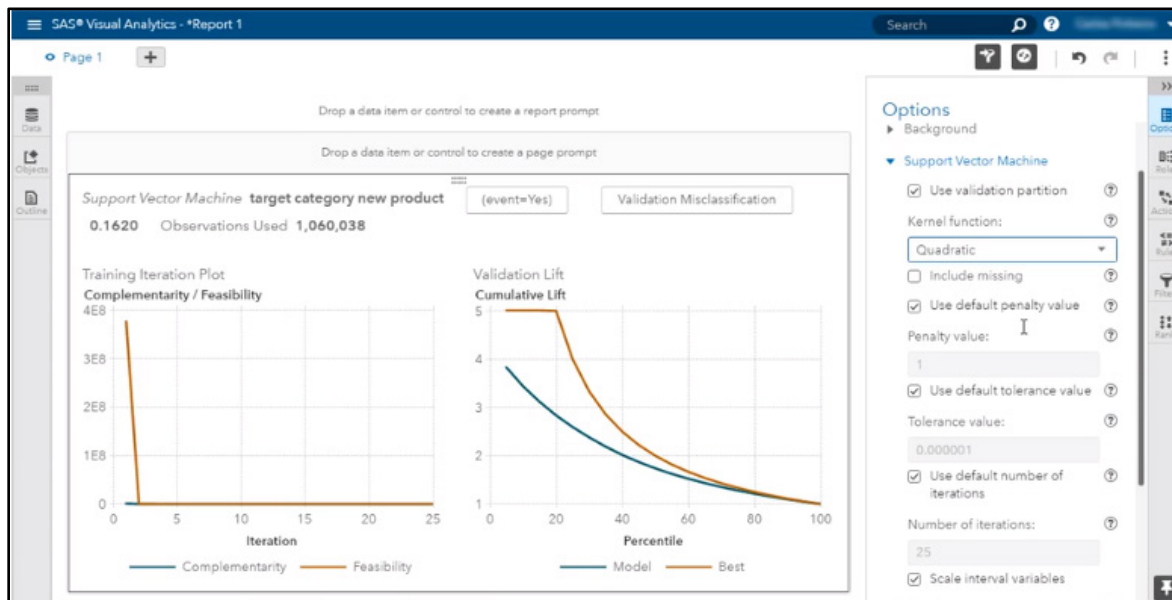 SAS® Visual Analytics - *Report 1
Search
Page 1
Drop a data item or control to create a report prompt
Drop a data item or control to create a page prompt
Data
Objects
Outline
Support Vector Machine target category new product (event=Yes) Validation Misclassification
0.1620 Observations Used 1,060,038
Training Iteration Plot
Complementarity / Feasibility
4E8
3E8
2E8
1E8
0
0 5 10 15 20 25
Iteration
Complementarity Feasibility
Validation Lift
Cumulative Lift
5
4
3
2
1
0 20 40 60 80 100
Percentile
Model Best
Options
Background
Support Vector Machine
Use validation partition
Kernel function:
Quadratic
Include missing
Use default penalty value
Penalty value:
1
Use default tolerance value
Tolerance value:
0.000001
Use default number of
iterations
Number of iterations:
25
Scale interval variables